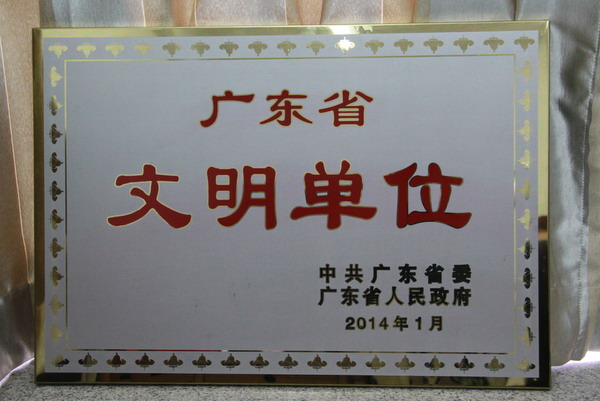 广东省
文明单位
中共广东省委
广东省人民政府
2014年1月